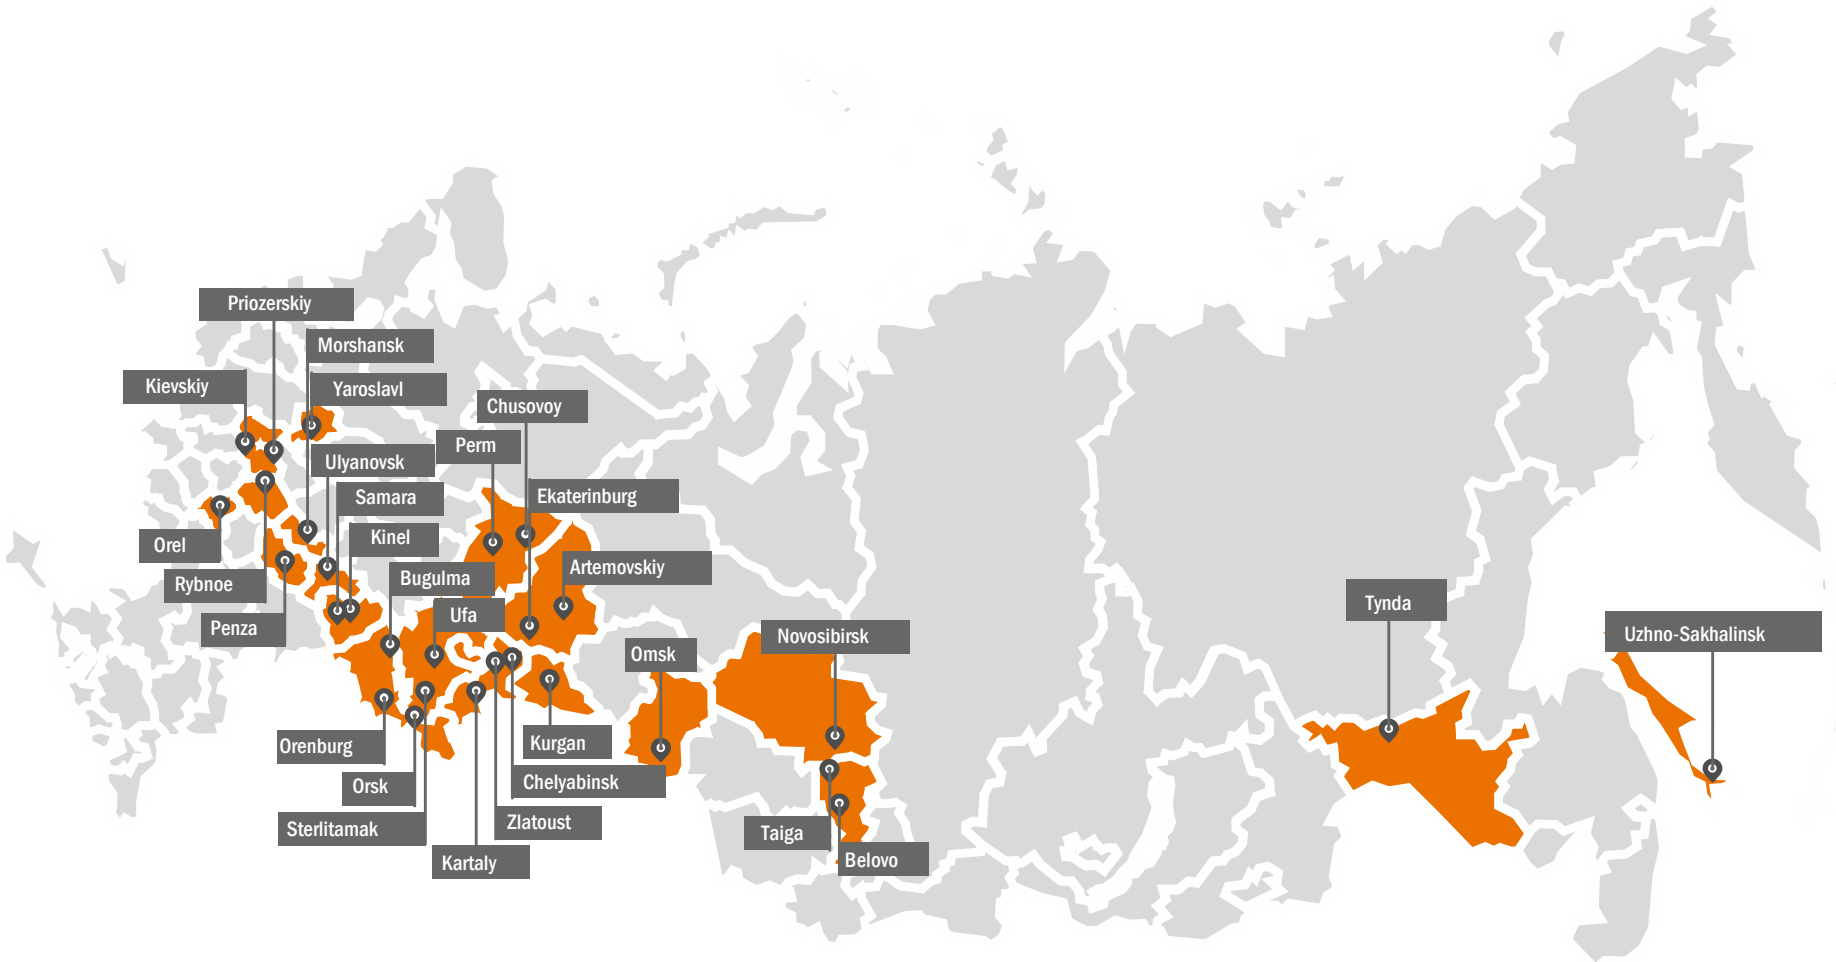 Priozerskiy
Morshansk
Kievskiy
Yaroslavl
Chusovoy
Perm
Ulyanovsk
Samara
Ekaterinburg
Kinel
Orel
Artemovskiy
Rybnoe
Bugulma
Tynda
Ufa
Penza
Novosibirsk
Uzhno-Sakhalinsk
Omsk
Orenburg
Kurgan
Orsk
Chelyabinsk
Sterlitamak
Zlatoust
Taiga
Kartaly
Belovo